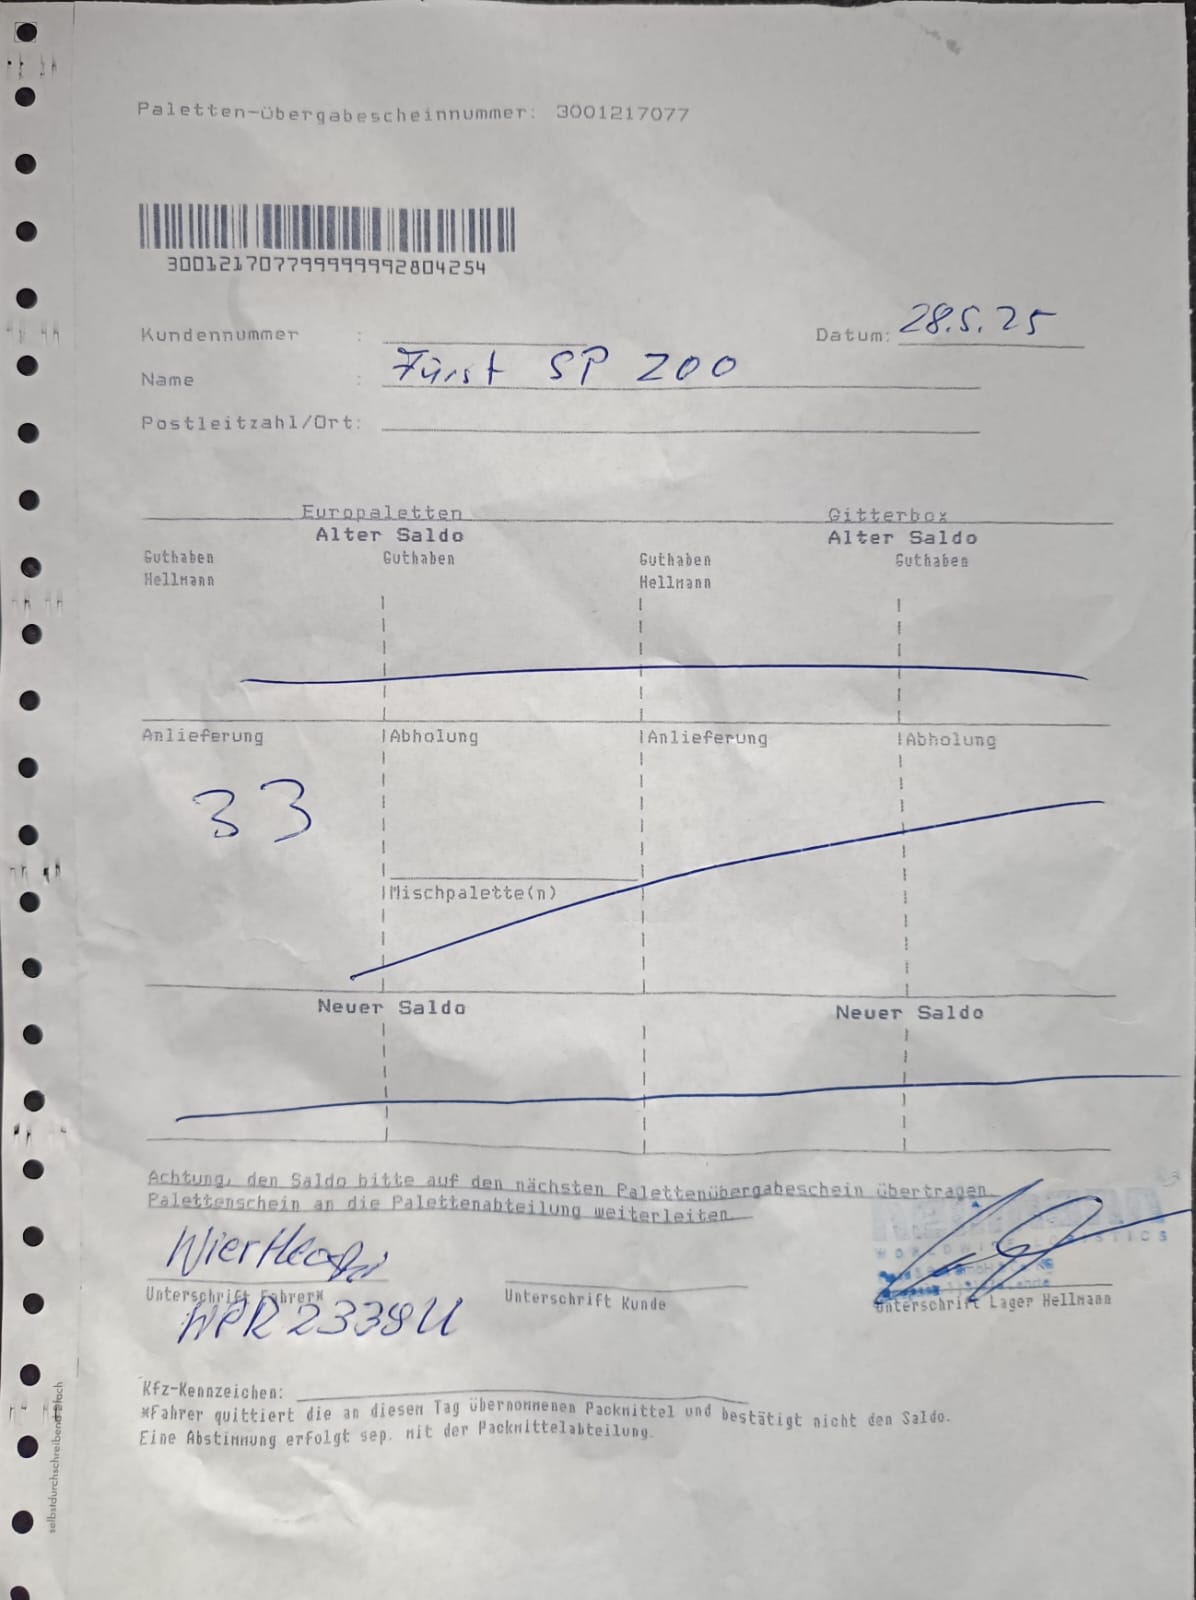 Paletten-Übergabescheinnummer: 3001217077
3001217077999999992804254
Kundennummer :
Datum: 28.5.25
Name : Fürst SP 200
Postleitzahl/Ort:
Europaletten Gitterbox
Alter Saldo Alter Saldo
Guthaben Guthaben Guthaben Guthaben
Hellmann Hellmann
Anlieferung Abholung Anlieferung Abholung
33
Mischpalette(n)
Neuer Saldo Neuer Saldo
Achtung, den Saldo bitte auf den nächsten Palettenübergabeschein übertragen.
Palettenschein an die Palettenabteilung weiterleiten.
WORLDWIDE LOGISTICS
Unterschrift Fahrer* Unterschrift Kunde Unterschrift Lager Hellmann
WPR 2338U
Kfz-Kennzeichen:
*Fahrer quittiert die an diesem Tag übernommenen Packmittel und bestätigt nicht den Saldo.
Eine Abstimmung erfolgt sep. mit der Packmittelabteilung.
selbstdurchschreibend